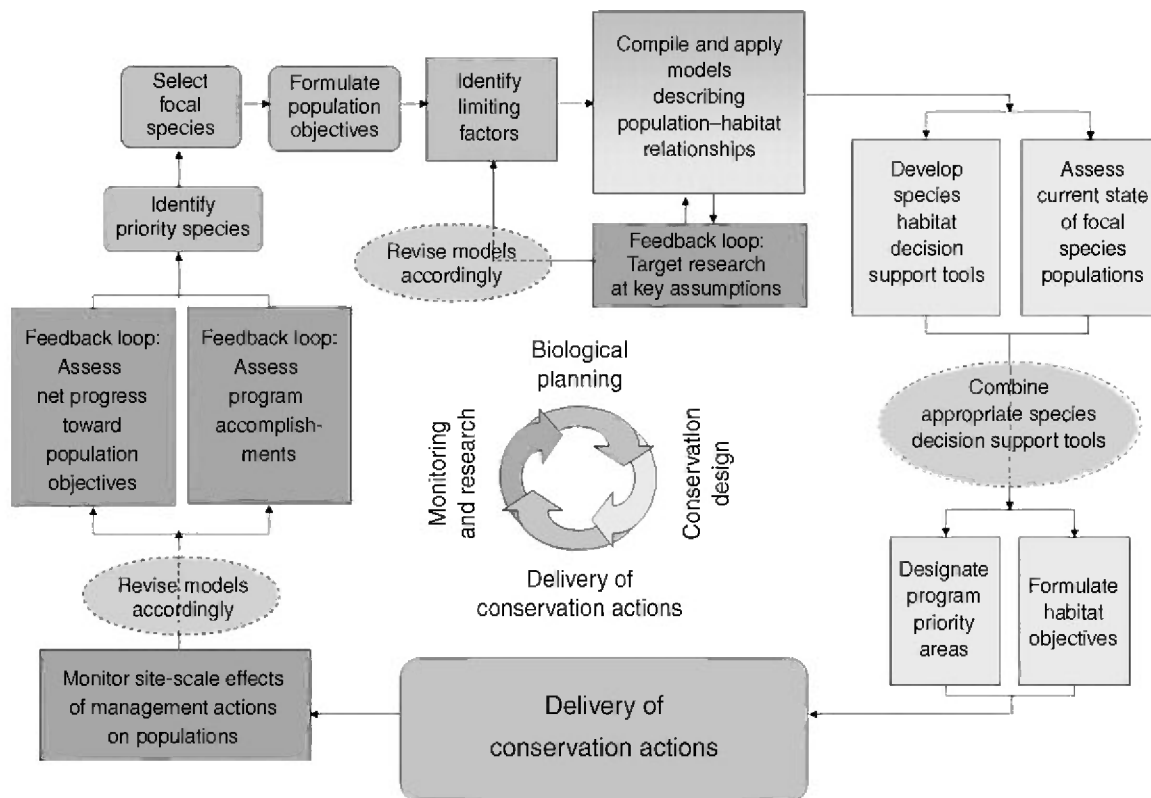 Select
focal
species
Formulate
population
objectives
Identify
limiting
factors
Compile and apply
models
describing
population–habitat
relationships
Identify
priority species
Revise models
accordingly
Feedback loop:
Target research
at key assumptions
Develop
species
habitat
decision
support tools
Assess
current state
of focal
species
populations
Feedback loop:
Assess
net progress
toward
population
objectives
Feedback loop:
Assess
program
accomplish-
ments
Biological
planning
Monitoring
and research
Conservation
design
Delivery of
conservation actions
Combine
appropriate species
decision support tools
Designate
program
priority
areas
Formulate
habitat
objectives
Revise models
accordingly
Monitor site-scale effects
of management actions
on populations
Delivery of
conservation actions